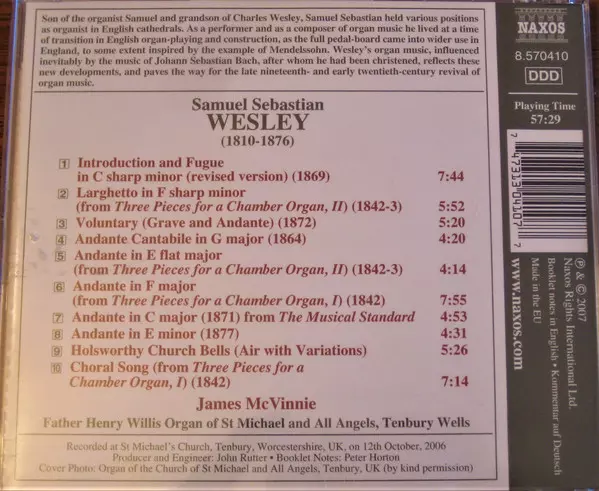 Son of the organist Samuel and grandson of Charles Wesley, Samuel Sebastian held various positions
as organist in English cathedrals. As a performer and as a composer of organ music he lived at a time
of transition in English organ-playing and construction, as the full pedal-board came into wider use in
England, to some extent inspired by the example of Mendelssohn. Wesley's organ music, influenced
inevitably by the music of Johann Sebastian Bach, after whom he had been christened, reflects these
new developments, and paves the way for the late nineteenth- and early twentieth-century revival of
organ music.
Samuel Sebastian
WESLEY
(1810-1876)
1 Introduction and Fugue
in C sharp minor (revised version) (1869) 7:44
2 Larghetto in F sharp minor
(from Three Pieces for a Chamber Organ, II) (1842-3) 5:52
3 Voluntary (Grave and Andante) (1872) 5:20
4 Andante Cantabile in G major (1864) 4:20
5 Andante in E flat major
(from Three Pieces for a Chamber Organ, II) (1842-3) 4:14
6 Andante in F major
(from Three Pieces for a Chamber Organ, I) (1842) 7:55
7 Andante in C major (1871) from The Musical Standard 4:53
8 Andante in E minor (1877) 4:31
9 Holsworthy Church Bells (Air with Variations) 5:26
10 Choral Song (from Three Pieces for a
Chamber Organ, I) (1842) 7:14
James McVinnie
Father Henry Willis Organ of St Michael and All Angels, Tenbury Wells
Recorded at St Michael's Church, Tenbury, Worcestershire, UK, on 12th October, 2006
Producer and Engineer: John Rutter • Booklet Notes: Peter Horton
Cover Photo: Organ of the Church of St Michael and All Angels, Tenbury, UK (by kind permission)
NAXOS
8.570410
DDD
Playing Time
57:29
7 47313 04107 7
℗ & © 2007
Naxos Rights International Ltd.
Booklet notes in English • Kommentar auf Deutsch
Made in the EU
www.naxos.com